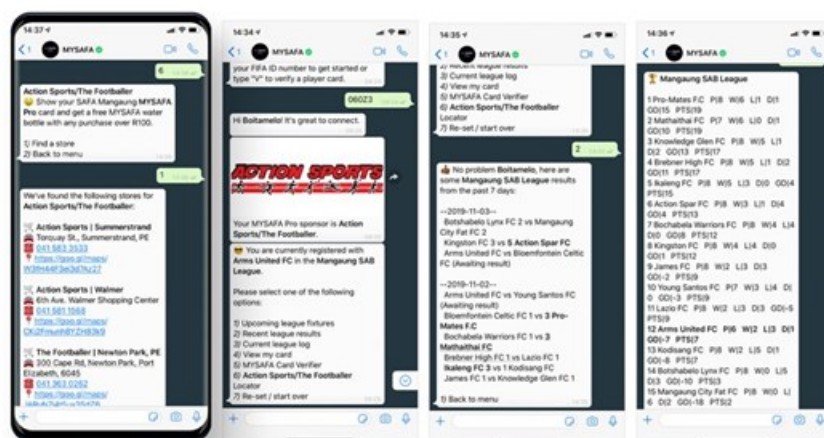 14:37
1
MYSAFA
6
Action Sports/The Footballer
Show your SAFA Mangaung MYSAFA
Pro card and get a free MYSAFA water
bottle with any purchase over R100.
1) Find a store
2) Back to menu
1
We've found the following stores for
Action Sports/The Footballer:
Action Sports | Summerstrand
Torquay St., Summerstrand, PE
041 583 3533
Action Sports | Walmer
6th Ave. Walmer Shopping Center
041 581 1568
The Footballer | Newton Park, PE
300 Cape Rd, Newton Park, Port
Elizabeth, 6045
041 363 0262
14:34
1
MYSAFA
your FIFA ID number to get started or
type "V" to verify a player card.
060Z3
Hi Boitamelo! It's great to connect.
ACTION SPORTS
Your MYSAFA Pro sponsor is Action
Sports/The Footballer.
You are currently registered with
Arms United FC in the Mangaung SAB
League.
Please select one of the following
options:
1) Upcoming league fixtures
2) Recent league results
3) Current league log
4) View my card
5) MYSAFA Card Verifier
6) Action Sports/The Footballer
Locator
7) Re-set / start over
14:35
1
MYSAFA
2) Recent league results
3) Current league log
4) View my card
5) MYSAFA Card Verifier
6) Action Sports/The Footballer
Locator
7) Re-set / start over
2
No problem Boitamelo, here are
some Mangaung SAB League results
from the past 7 days:
--2019-11-03--
Botshabelo Lynx FC 2 vs Mangaung
City Fat FC 2
Kingston FC 3 vs 5 Action Spar FC
Arms United FC vs Bloemfontein Celtic
FC (Awaiting result)
--2019-11-02--
Arms United FC vs Young Santos FC
(Awaiting result)
Bloemfontein Celtic FC 1 vs 3 Pro-
Mates F.C
Bochabela Warriors FC 1 vs 3
Mathaithai FC
Brebner High FC 1 vs Lazio FC 1
Ikaleng FC 3 vs 1 Kodisang FC
James FC 1 vs Knowledge Glen FC 1
1) Back to menu
14:36
1
MYSAFA
Mangaung SAB League
1 Pro-Mates F.C P|8 W|6 L|1 D|1
GD|15 PTS|19
2 Mathaithai FC P|7 W|6 L|0 D|1
GD|10 PTS|19
3 Knowledge Glen FC P|8 W|5 L|1
D|2 GD|13 PTS|17
4 Brebner High FC P|8 W|5 L|1 D|2
GD|11 PTS|17
5 Ikaleng FC P|8 W|5 L|3 D|0 GD|4
PTS|15
6 Action Spar FC P|8 W|3 L|1 D|4
GD|4 PTS|13
7 Bochabela Warriors FC P|8 W|4 L|4
D|0 GD|8 PTS|12
8 Kingston FC P|8 W|4 L|4 D|0
GD|1 PTS|12
9 James FC P|8 W|2 L|3 D|3
GD|-2 PTS|9
10 Young Santos FC P|7 W|3 L|4 D|
0 GD|-3 PTS|9
11 Lazio FC P|8 W|2 L|3 D|3 GD|-5
PTS|9
12 Arms United FC P|6 W|2 L|3 D|1
GD|-7 PTS|7
13 Kodisang FC P|8 W|2 L|5 D|1
GD|-8 PTS|7
14 Botshabelo Lynx FC P|8 W|0 L|5
D|3 GD|-10 PTS|3
15 Mangaung City Fat FC P|8 W|0 L|
6 D|2 GD|-18 PTS|2